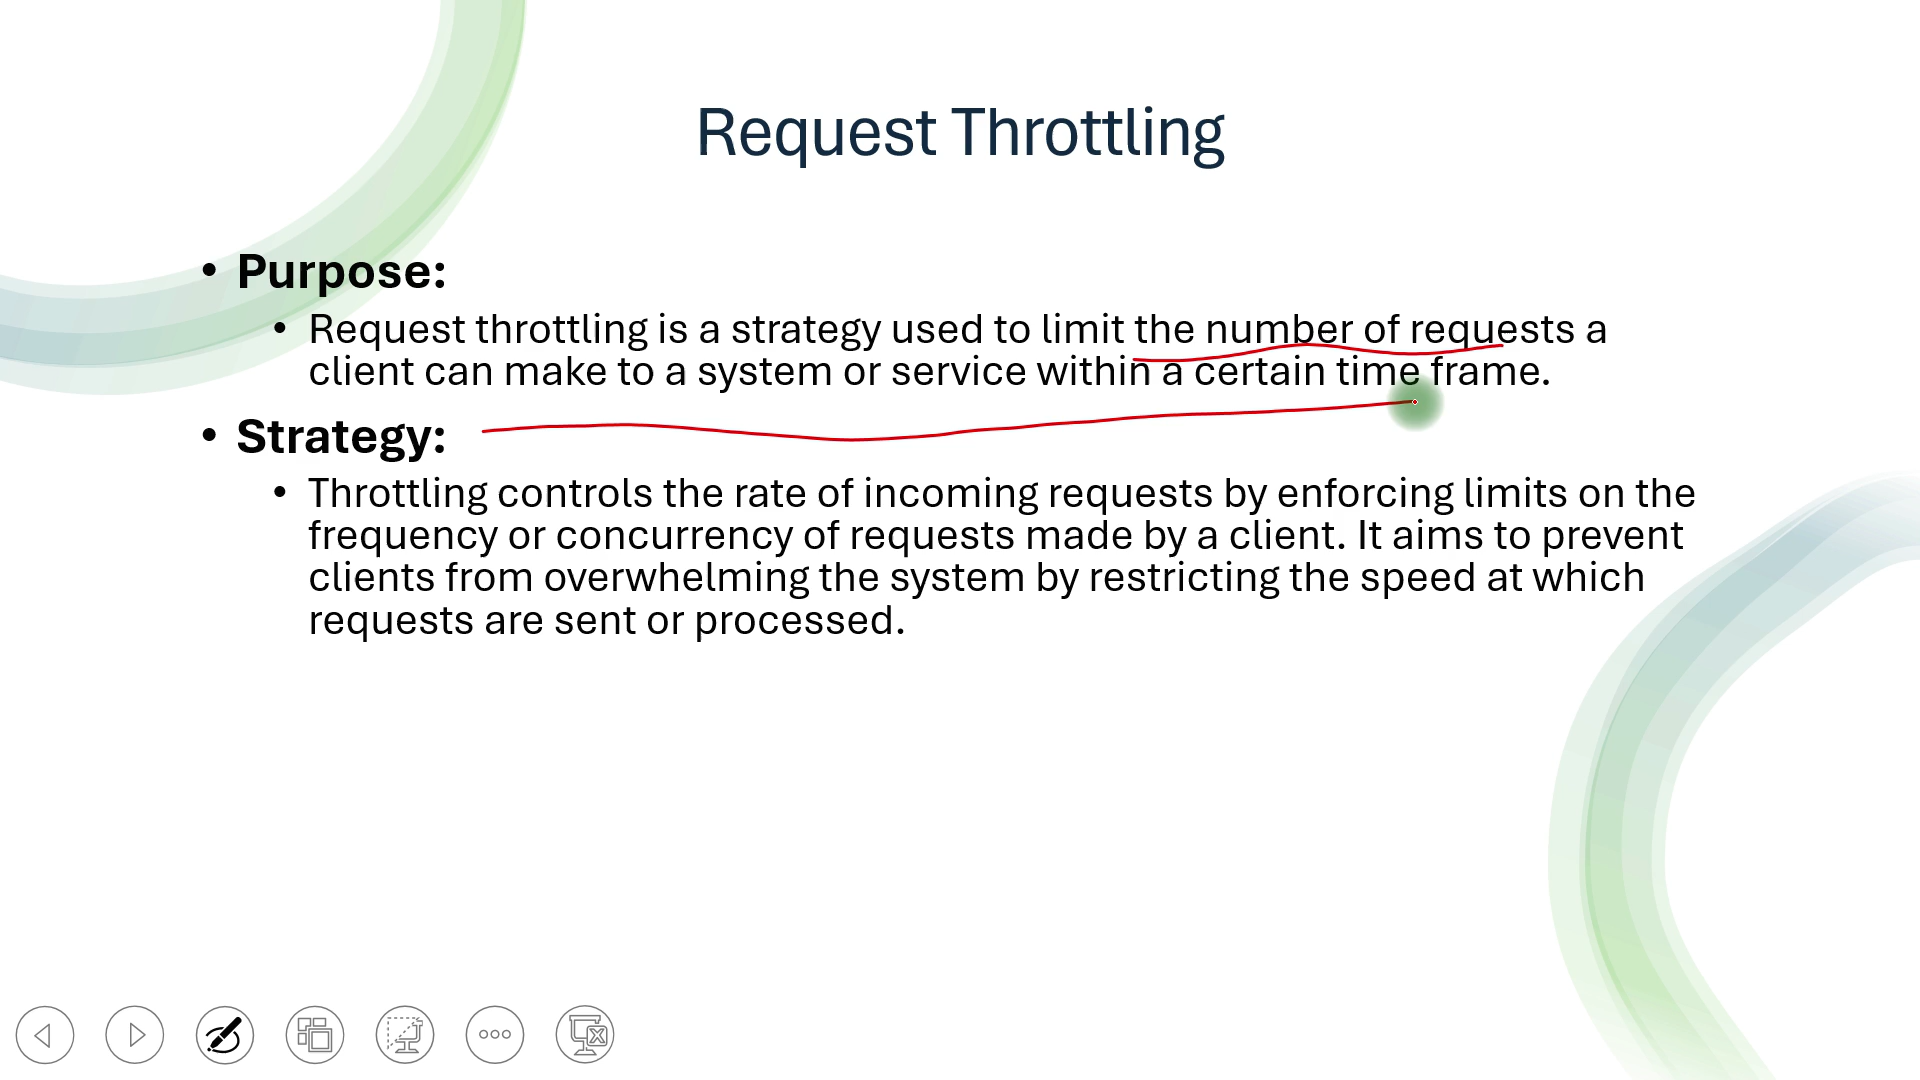 Request Throttling
• Purpose:
• Request throttling is a strategy used to limit the number of requests a
client can make to a system or service within a certain time frame.
• Strategy:
• Throttling controls the rate of incoming requests by enforcing limits on the
frequency or concurrency of requests made by a client. It aims to prevent
clients from overwhelming the system by restricting the speed at which
requests are sent or processed.